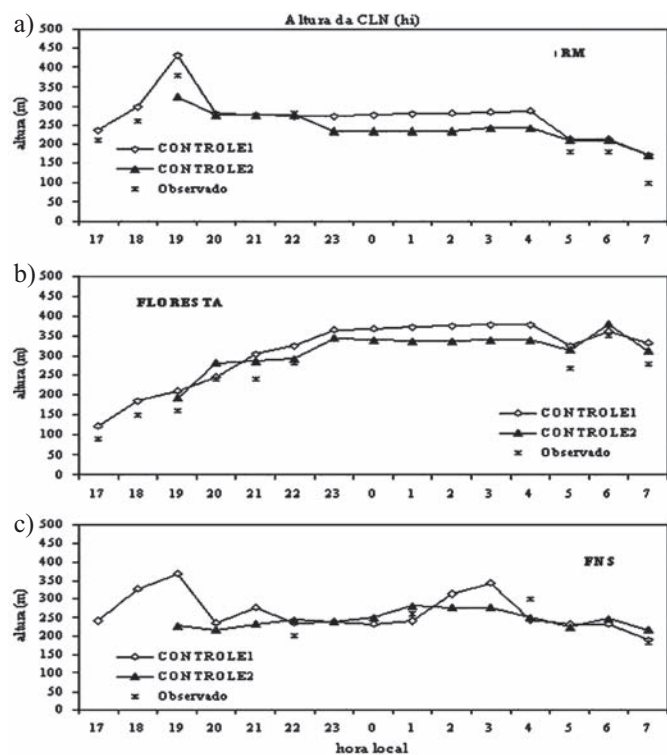 a)
Altura da CLN (hi)
RM
altura (m)
500
450
400
350
300
250
200
150
100
50
0
CONTROLE1
CONTROLE2
Observado
17 18 19 20 21 22 23 0 1 2 3 4 5 6 7
b)
FLORESTA
altura (m)
500
450
400
350
300
250
200
150
100
50
0
CONTROLE1
CONTROLE2
Observado
17 18 19 20 21 22 23 0 1 2 3 4 5 6 7
c)
FNS
altura (m)
500
450
400
350
300
250
200
150
100
50
0
CONTROLE1
CONTROLE2
Observado
17 18 19 20 21 22 23 0 1 2 3 4 5 6 7
hora local